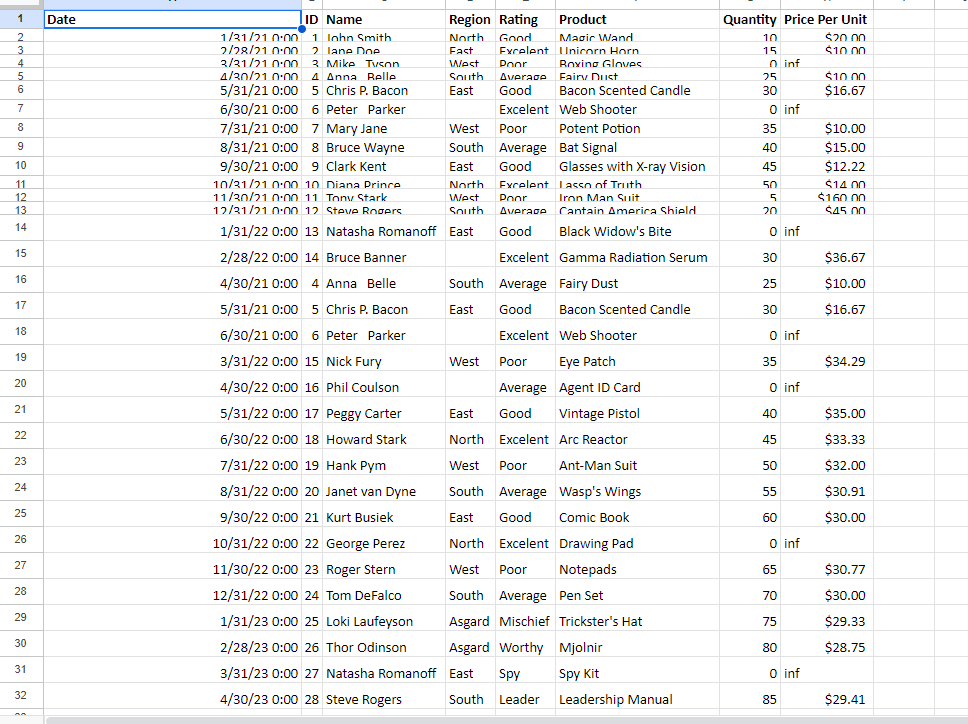 1 Date ID Name Region Rating Product Quantity Price Per Unit
2 1/31/21 0:00 1 John Smith North Good Magic Wand 10 $20.00
3 2/28/21 0:00 2 Jane Doe East Excelent Unicorn Horn 15 $10.00
4 3/31/21 0:00 3 Mike   Tyson West Poor Boxing Gloves 0 inf
5 4/30/21 0:00 4 Anna   Belle South Average Fairy Dust 25 $10.00
6 5/31/21 0:00 5 Chris P. Bacon East Good Bacon Scented Candle 30 $16.67
7 6/30/21 0:00 6 Peter   Parker Excelent Web Shooter 0 inf
8 7/31/21 0:00 7 Mary Jane West Poor Potent Potion 35 $10.00
9 8/31/21 0:00 8 Bruce Wayne South Average Bat Signal 40 $15.00
10 9/30/21 0:00 9 Clark Kent East Good Glasses with X-ray Vision 45 $12.22
11 10/31/21 0:00 10 Diana Prince North Excelent Lasso of Truth 50 $14.00
12 11/30/21 0:00 11 Tony Stark West Poor Iron Man Suit 5 $160.00
13 12/31/21 0:00 12 Steve Rogers South Average Captain America Shield 20 $45.00
14 1/31/22 0:00 13 Natasha Romanoff East Good Black Widow's Bite 0 inf
15 2/28/22 0:00 14 Bruce Banner Excelent Gamma Radiation Serum 30 $36.67
16 4/30/21 0:00 4 Anna   Belle South Average Fairy Dust 25 $10.00
17 5/31/21 0:00 5 Chris P. Bacon East Good Bacon Scented Candle 30 $16.67
18 6/30/21 0:00 6 Peter   Parker Excelent Web Shooter 0 inf
19 3/31/22 0:00 15 Nick Fury West Poor Eye Patch 35 $34.29
20 4/30/22 0:00 16 Phil Coulson Average Agent ID Card 0 inf
21 5/31/22 0:00 17 Peggy Carter East Good Vintage Pistol 40 $35.00
22 6/30/22 0:00 18 Howard Stark North Excelent Arc Reactor 45 $33.33
23 7/31/22 0:00 19 Hank Pym West Poor Ant-Man Suit 50 $32.00
24 8/31/22 0:00 20 Janet van Dyne South Average Wasp's Wings 55 $30.91
25 9/30/22 0:00 21 Kurt Busiek East Good Comic Book 60 $30.00
26 10/31/22 0:00 22 George Perez North Excelent Drawing Pad 0 inf
27 11/30/22 0:00 23 Roger Stern West Poor Notepads 65 $30.77
28 12/31/22 0:00 24 Tom DeFalco South Average Pen Set 70 $30.00
29 1/31/23 0:00 25 Loki Laufeyson Asgard Mischief Trickster's Hat 75 $29.33
30 2/28/23 0:00 26 Thor Odinson Asgard Worthy Mjolnir 80 $28.75
31 3/31/23 0:00 27 Natasha Romanoff East Spy Spy Kit 0 inf
32 4/30/23 0:00 28 Steve Rogers South Leader Leadership Manual 85 $29.41